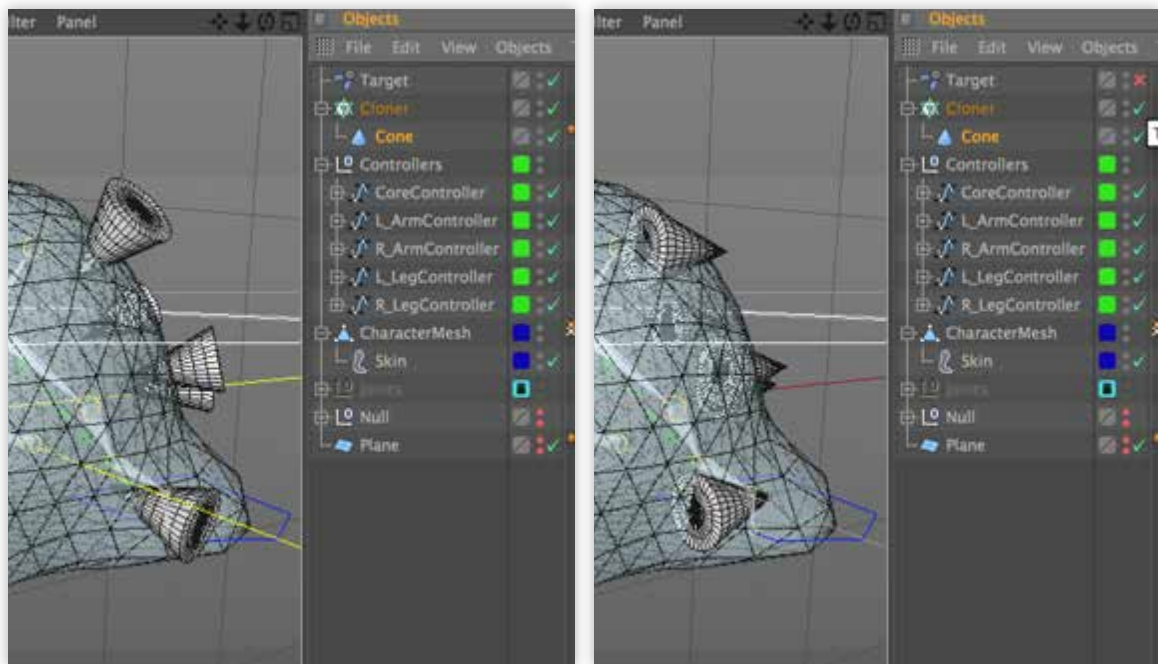 lter Panel
Objects
File Edit View Objects
Target
Cloner
Cone
Controllers
CoreController
L_ArmController
R_ArmController
L_LegController
R_LegController
CharacterMesh
Skin
Joints
Null
Plane
lter Panel
Objects
File Edit View Objects
Target
Cloner
Cone
T
Controllers
CoreController
L_ArmController
R_ArmController
L_LegController
R_LegController
CharacterMesh
Skin
Joints
Null
Plane